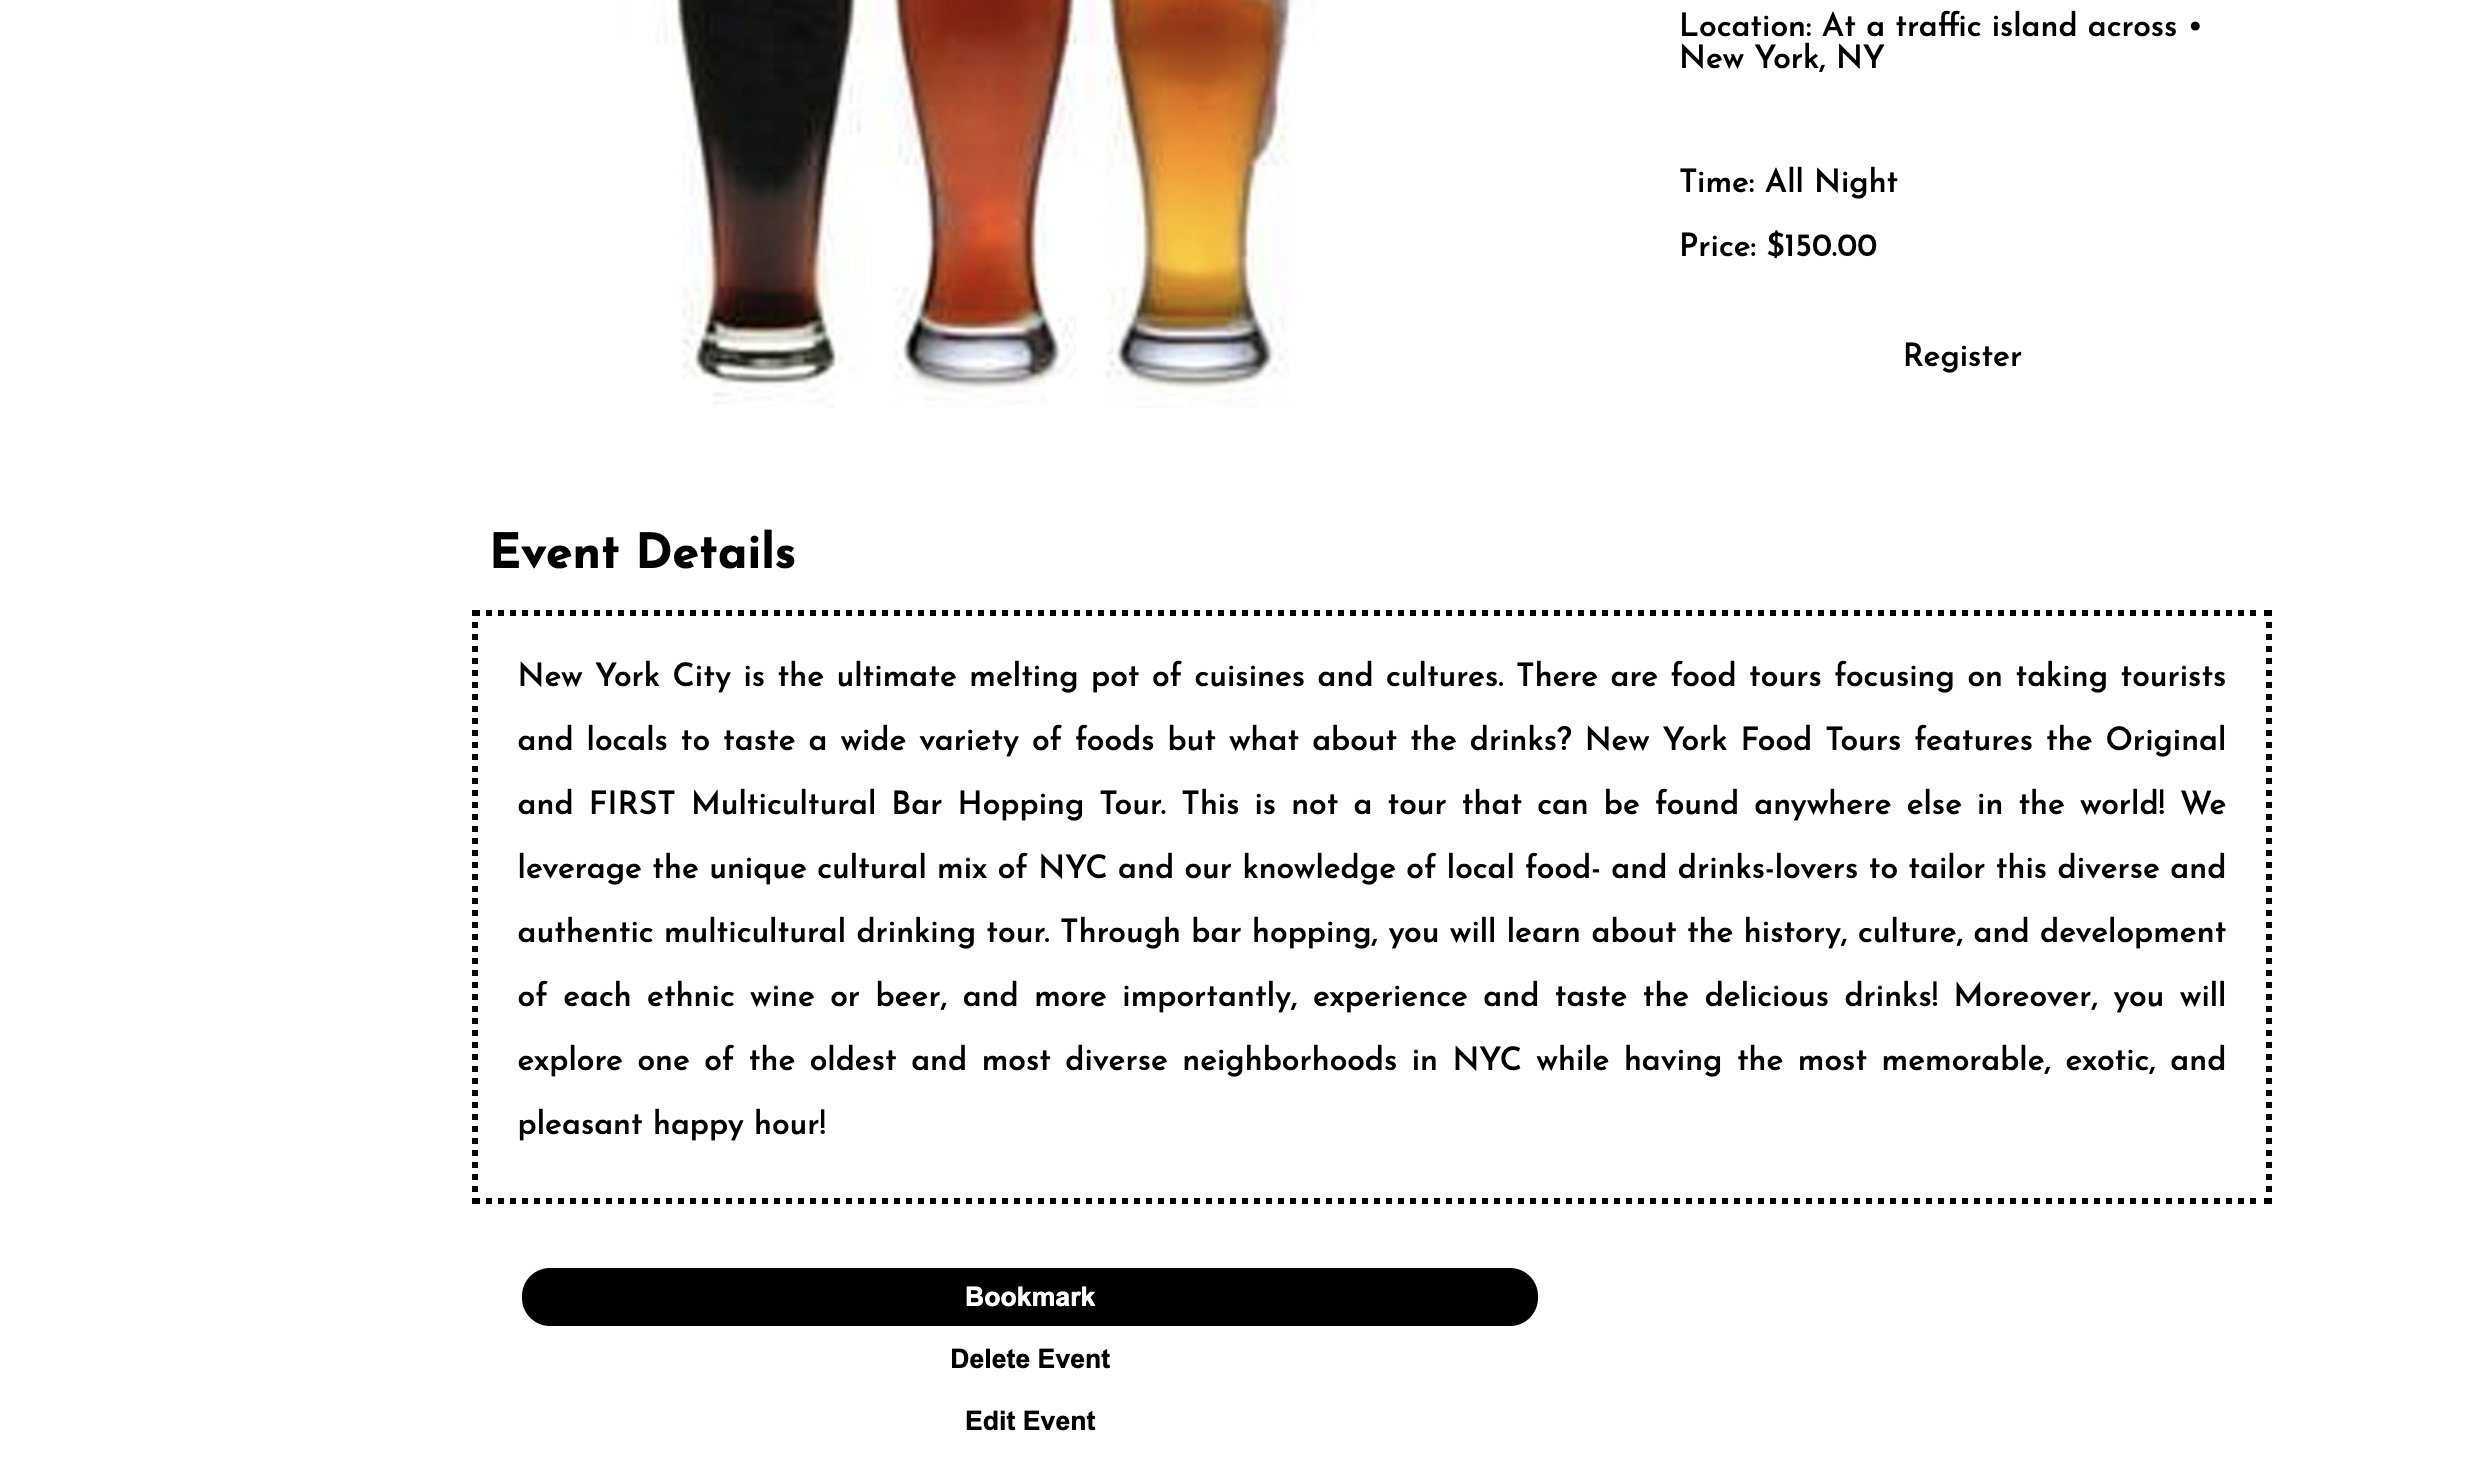 Location: At a traffic island across •
New York, NY
Time: All Night
Price: $150.00
Register
Event Details
New York City is the ultimate melting pot of cuisines and cultures. There are food tours focusing on taking tourists
and locals to taste a wide variety of foods but what about the drinks? New York Food Tours features the Original
and FIRST Multicultural Bar Hopping Tour. This is not a tour that can be found anywhere else in the world! We
leverage the unique cultural mix of NYC and our knowledge of local food- and drinks-lovers to tailor this diverse and
authentic multicultural drinking tour. Through bar hopping, you will learn about the history, culture, and development
of each ethnic wine or beer, and more importantly, experience and taste the delicious drinks! Moreover, you will
explore one of the oldest and most diverse neighborhoods in NYC while having the most memorable, exotic, and
pleasant happy hour!
Bookmark
Delete Event
Edit Event